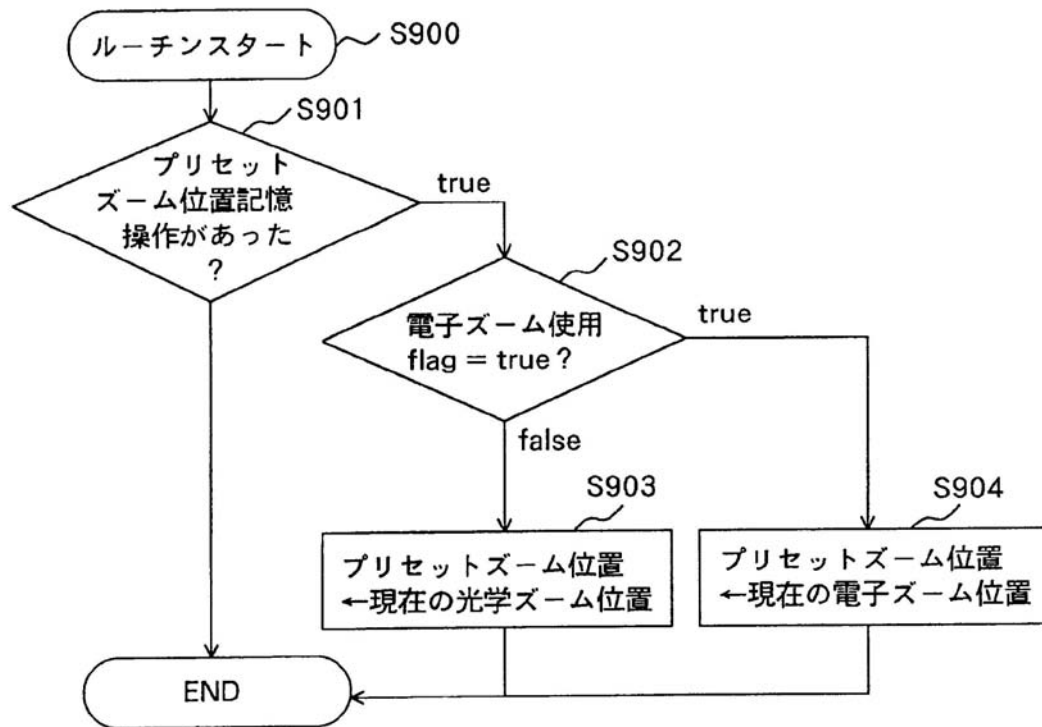 ルーチンスタート
S900
S901
プリセット
ズーム位置記憶
操作があった
?
true
S902
電子ズーム使用
flag = true?
true
false
S903
プリセットズーム位置
←現在の光学ズーム位置
S904
プリセットズーム位置
←現在の電子ズーム位置
END